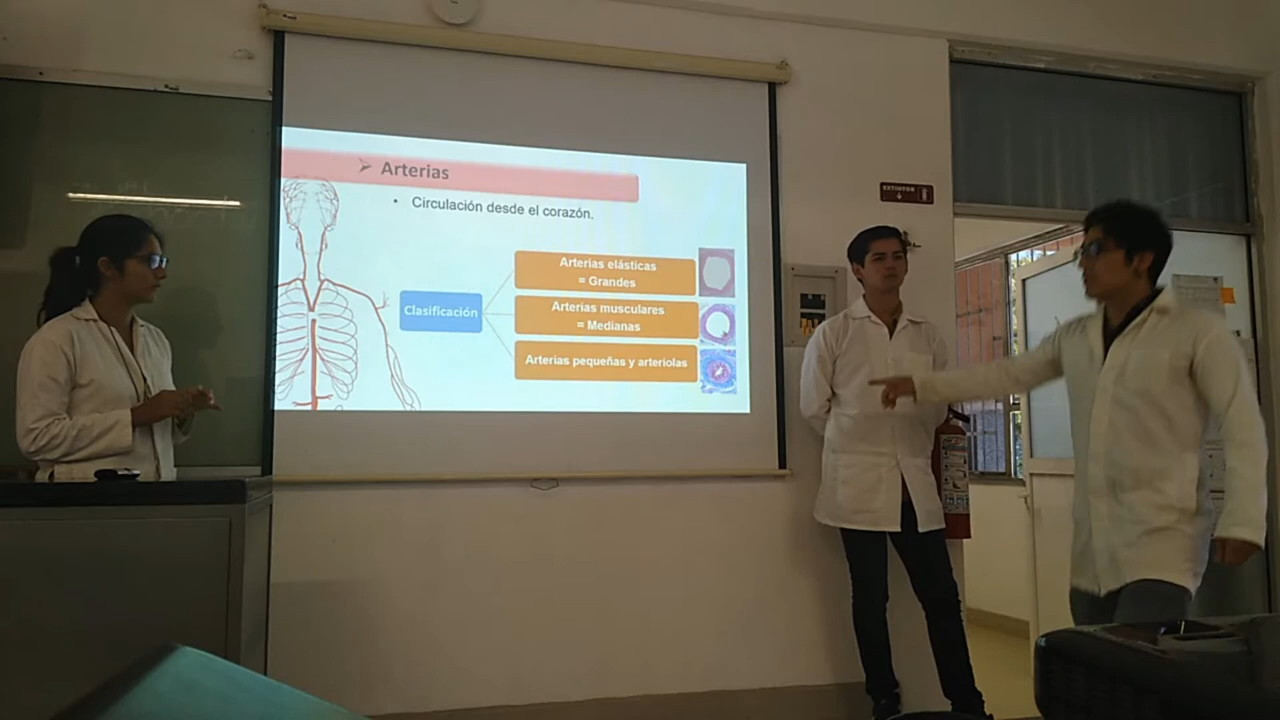 Arterias
• Circulación desde el corazón.
Clasificación
Arterias elásticas
= Grandes
Arterias musculares
= Medianas
Arterias pequeñas y arteriolas
EXTINTOR